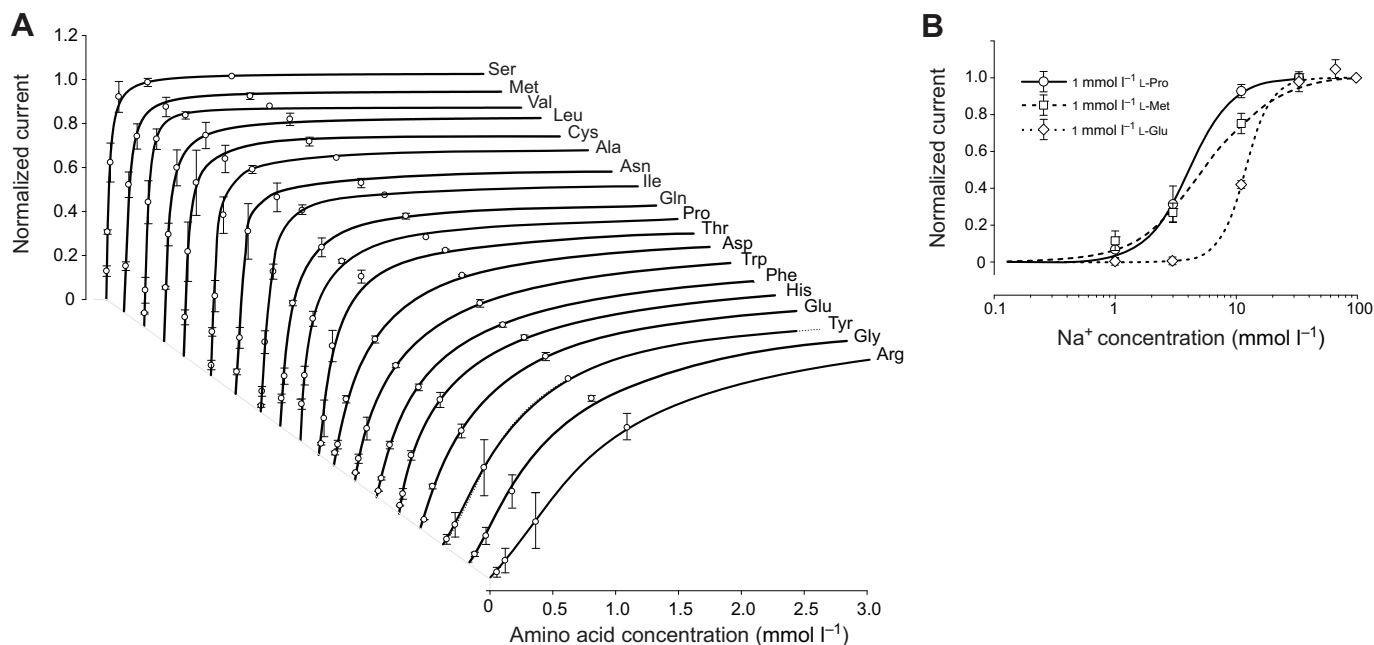 A
Normalized current
1.2
1.0
0.8
0.6
0.4
0.2
0
Ser
Met
Val
Leu
Cys
Ala
Asn
Ile
Gln
Pro
Thr
Asp
Trp
Phe
His
Glu
Tyr
Gly
Arg
0 0.5 1.0 1.5 2.0 2.5 3.0
Amino acid concentration (mmol l⁻¹)
B
Normalized current
1.0
0.8
0.6
0.4
0.2
0
1 mmol l⁻¹ L-Pro
1 mmol l⁻¹ L-Met
1 mmol l⁻¹ L-Glu
0.1 1 10 100
Na⁺ concentration (mmol l⁻¹)